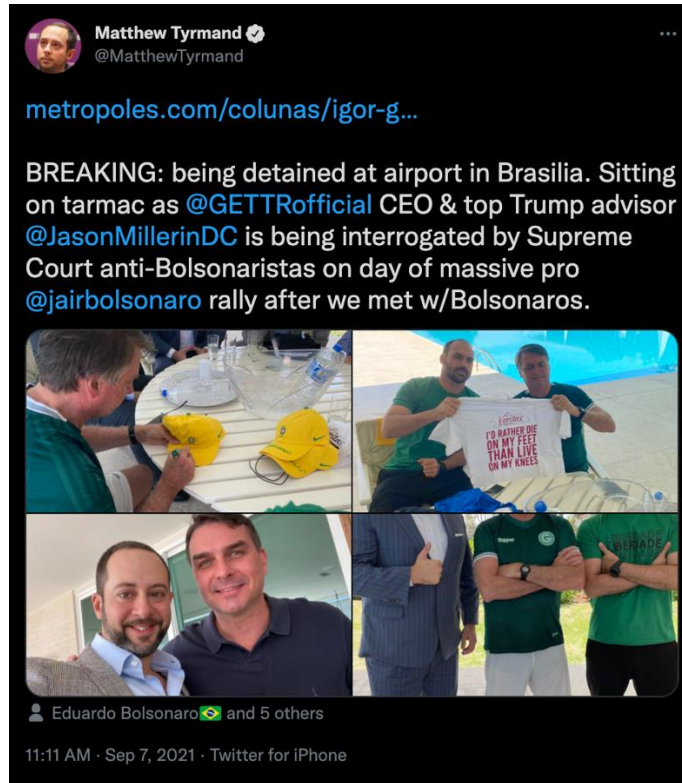 Matthew Tyrmand
@MatthewTyrmand
metropoles.com/colunas/igor-g...
BREAKING: being detained at airport in Brasilia. Sitting
on tarmac as @GETTRofficial CEO & top Trump advisor
@JasonMillerinDC is being interrogated by Supreme
Court anti-Bolsonaristas on day of massive pro
@jairbolsonaro rally after we met w/Bolsonaros.
Veritas
I'D RATHER DIE
ON MY FEET
THAN LIVE
ON MY KNEES
Eduardo Bolsonaro and 5 others
11:11 AM · Sep 7, 2021 · Twitter for iPhone